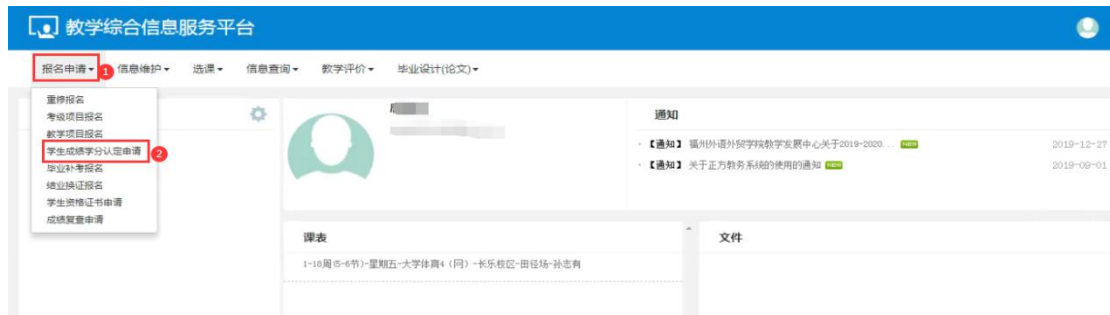 教学综合信息服务平台
报名申请 1 信息维护 选课 信息查询 教学评价 毕业设计(论文)
重修报名
考级项目报名
教学项目报名
学生成绩学分认定申请 2
毕业补考报名
结业换证报名
学生资格证书申请
成绩复查申请
通知
【通知】福州外语外贸学院教学发展中心关于2019-2020... NEW 2019-12-27
【通知】关于正方教务系统的使用的通知 NEW 2019-09-01
课表
1-18周(5-6节)-星期五-大学体育4（网）-长乐校区-田径场-孙志有
文件